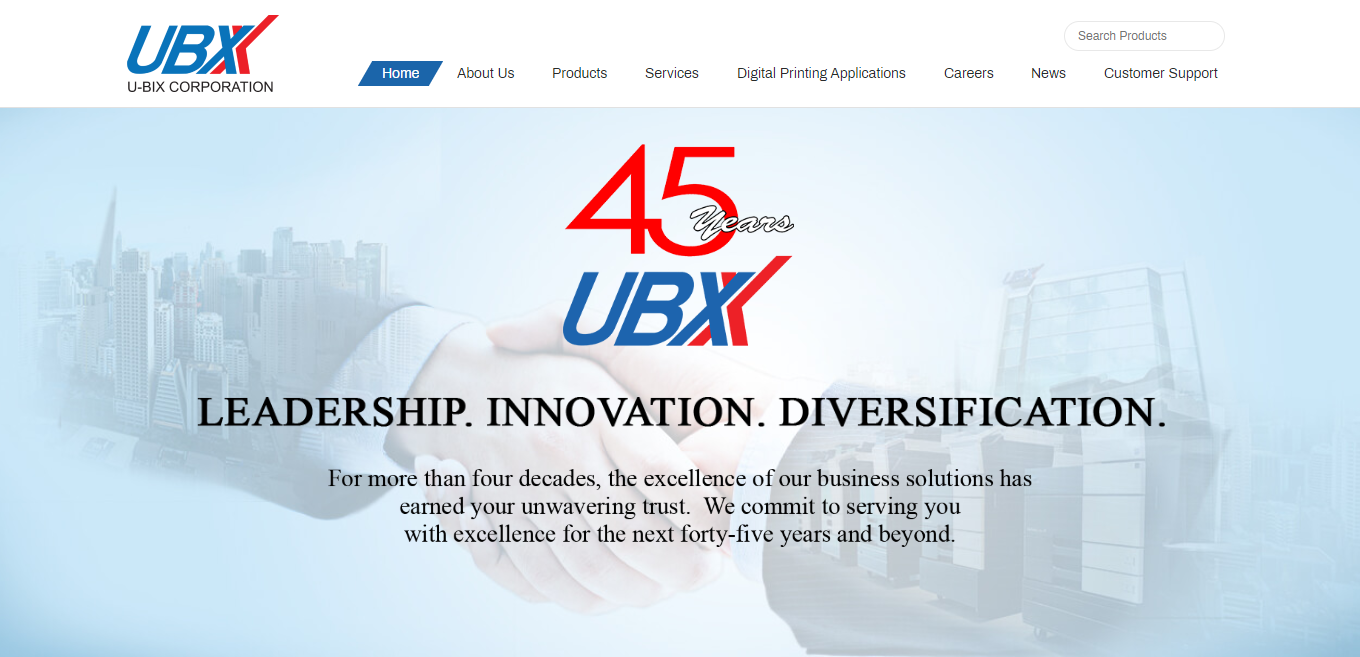 UBX
U-BIX CORPORATION
Search Products
Home About Us Products Services Digital Printing Applications Careers News Customer Support
45
Years
UBX
LEADERSHIP. INNOVATION. DIVERSIFICATION.
For more than four decades, the excellence of our business solutions has
earned your unwavering trust.  We commit to serving you
with excellence for the next forty-five years and beyond.